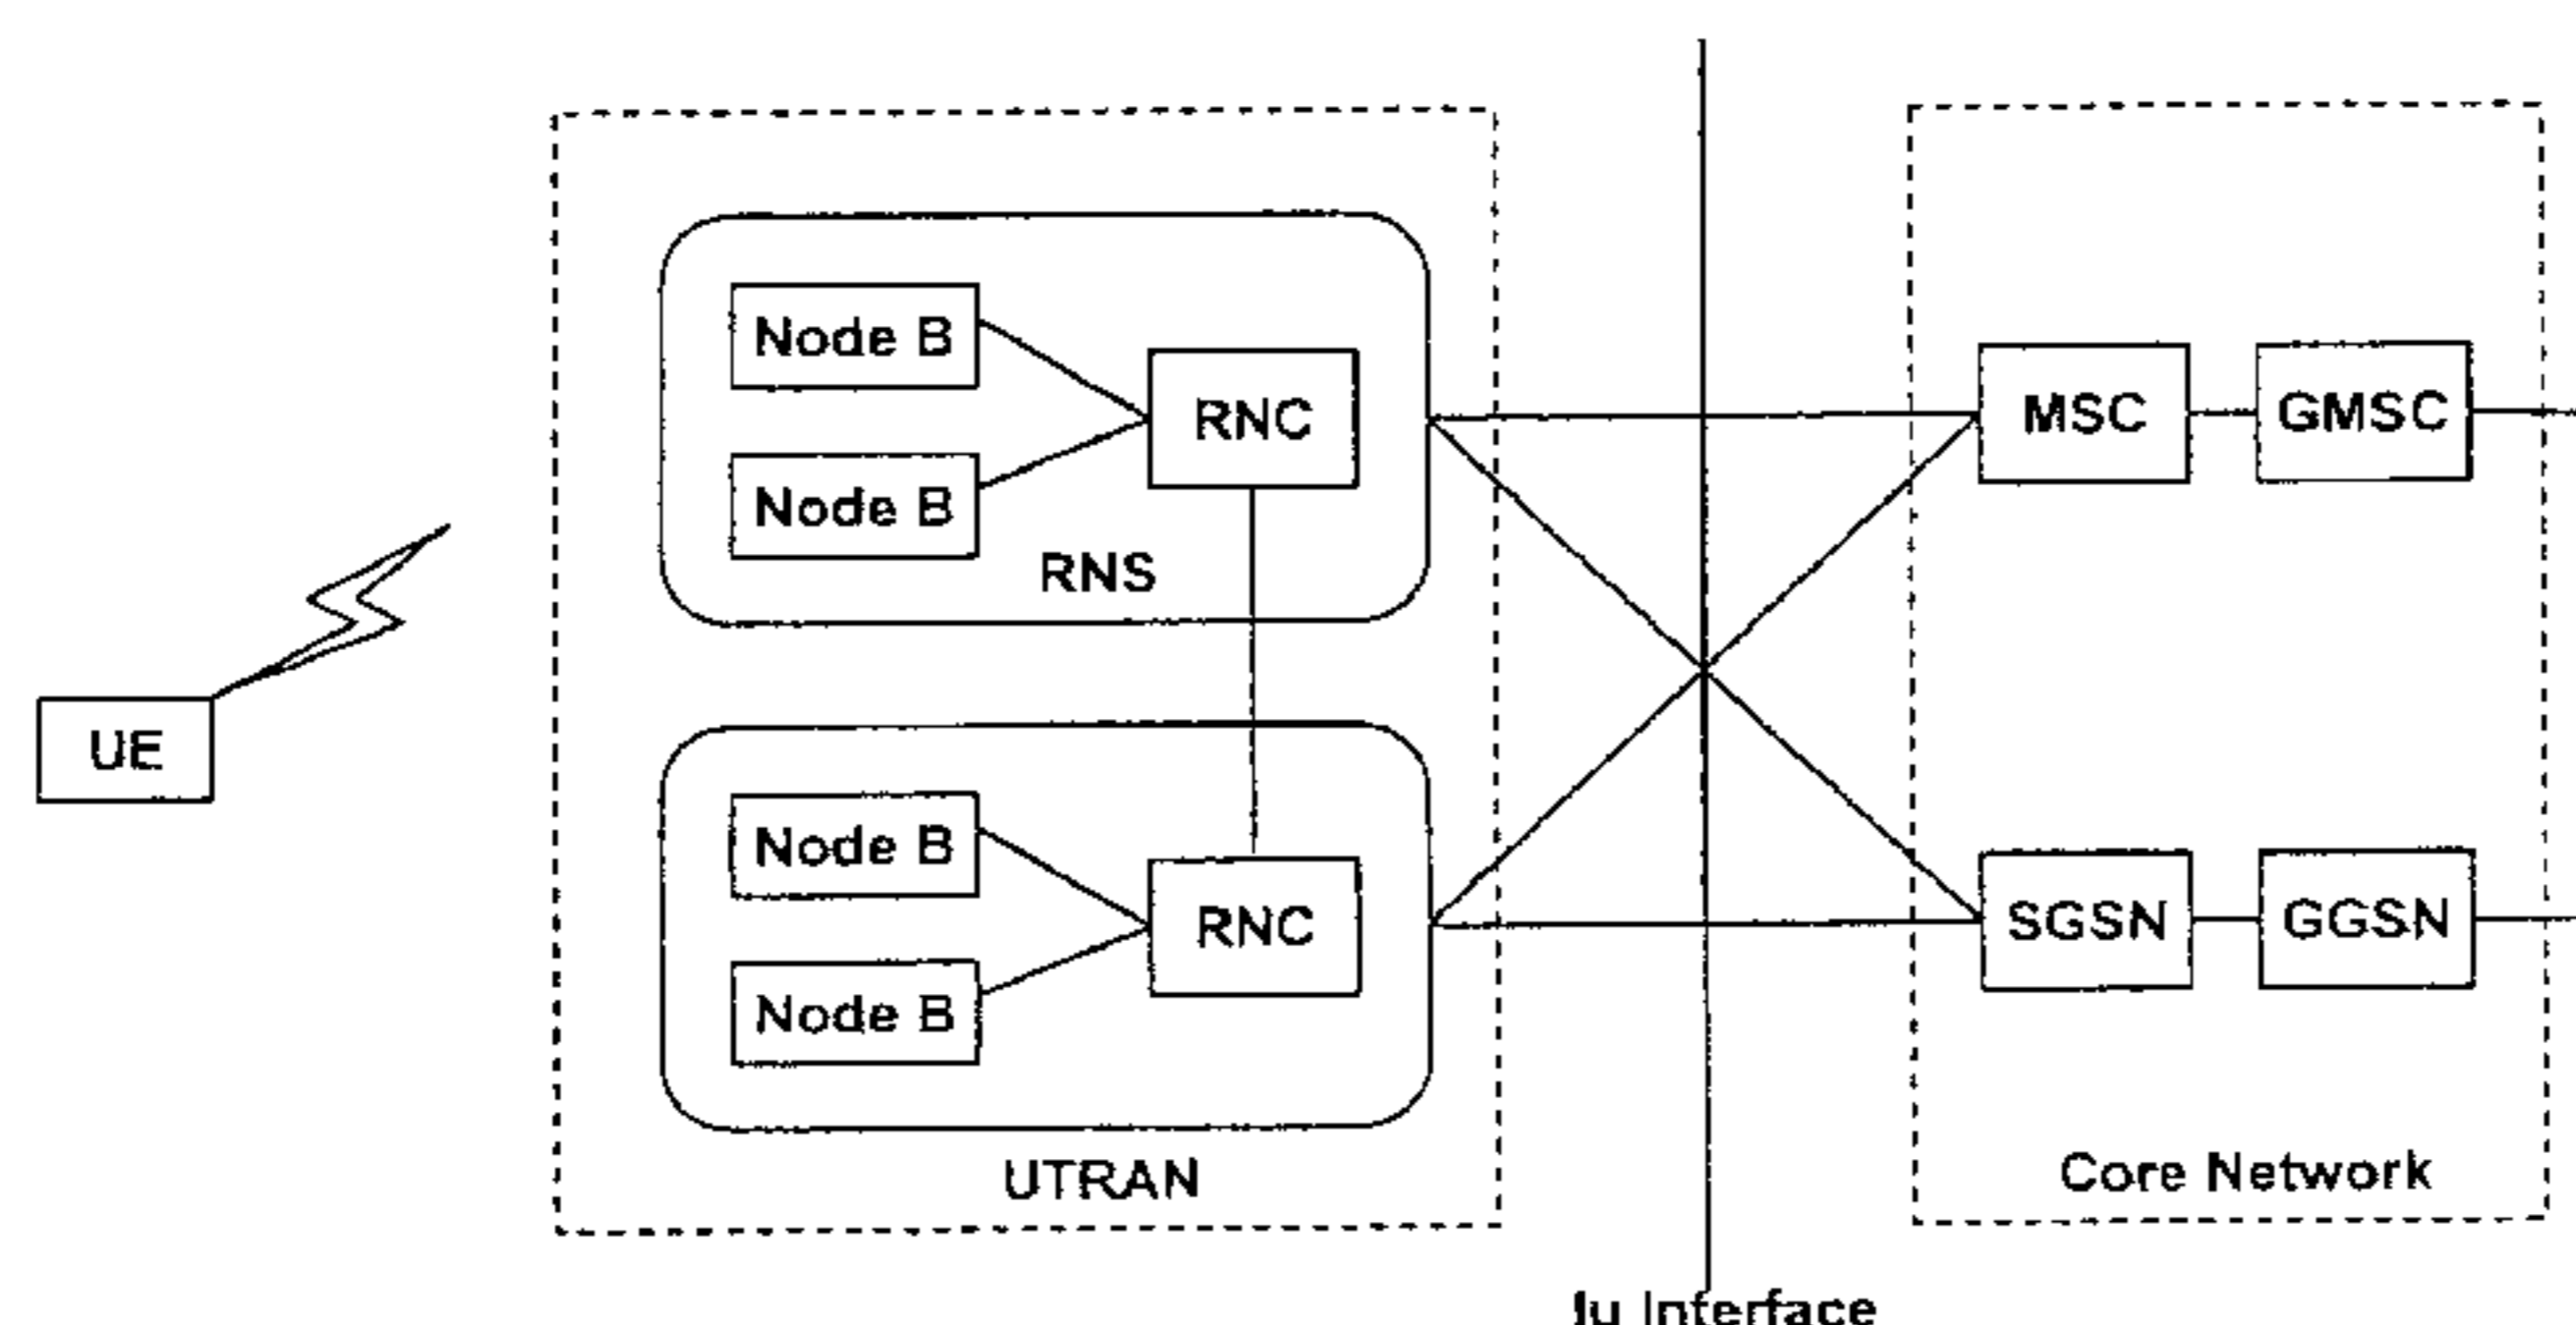 Node B
RNC
Node B
RNS
UE
Node B
RNC
Node B
UTRAN
MSC
GMSC
SGSN
GGSN
Core Network
Iu Interface